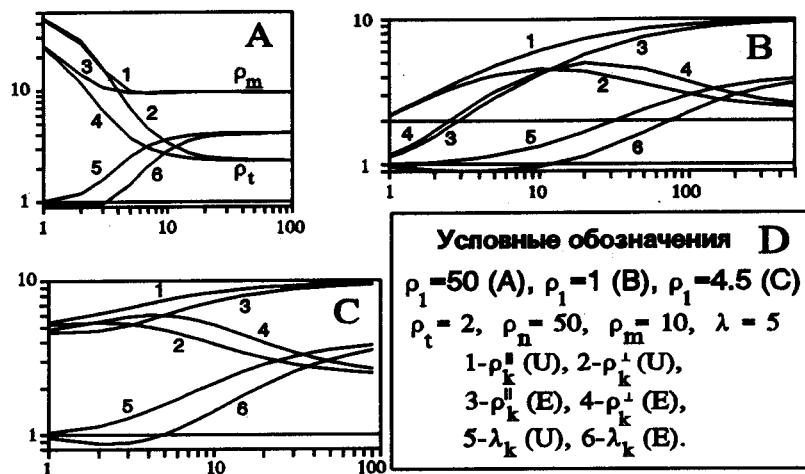 A
1
3
ρm
10
2
4
5
6
ρt
1
1 10 100
B
10
1
3
4
2
4
3
5
6
1
1 10 100
C
10
1
3
4
2
5
6
1
1 10 100
Условные обозначения D
ρ₁=50 (A), ρ₁=1 (B), ρ₁=4.5 (C)
ρt = 2, ρn = 50, ρm = 10, λ = 5
1-ρk∥ (U), 2-ρk⊥ (U),
3-ρk∥ (E), 4-ρk⊥ (E),
5-λk (U), 6-λk (E).